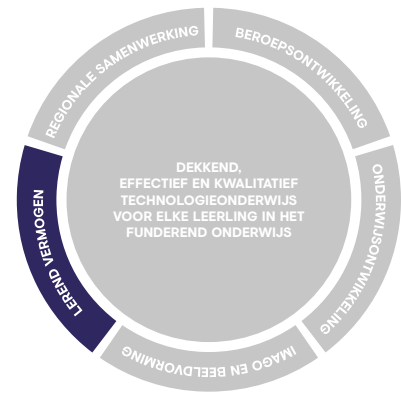 REGIONALE SAMENWERKING
BEROEPSONTWIKKELING
ONDERWIJSONTWIKKELING
IMAGO EN BEELDVORMING
LEREND VERMOGEN
DEKKEND,
EFFECTIEF EN KWALITATIEF
TECHNOLOGIEONDERWIJS
VOOR ELKE LEERLING IN HET
FUNDEREND ONDERWIJS